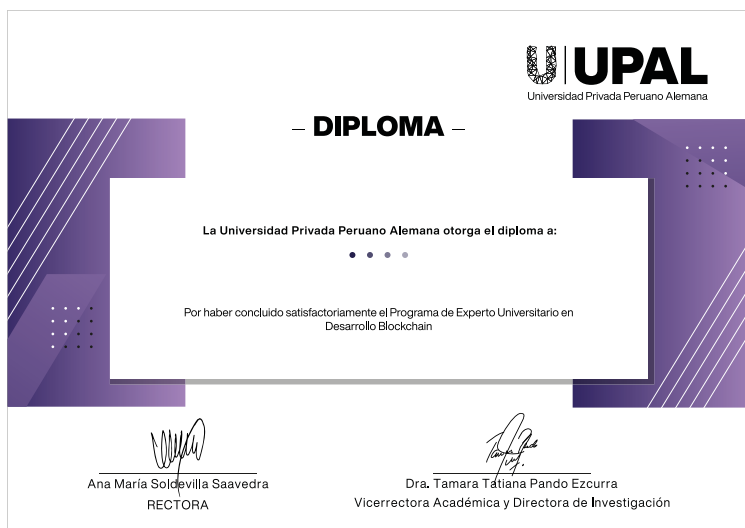 UPAL
Universidad Privada Peruano Alemana
– DIPLOMA –
La Universidad Privada Peruano Alemana otorga el diploma a:
Por haber concluido satisfactoriamente el Programa de Experto Universitario en
Desarrollo Blockchain
Ana María Soldevilla Saavedra
RECTORA
Dra. Tamara Tatiana Pando Ezcurra
Vicerrectora Académica y Directora de Investigación